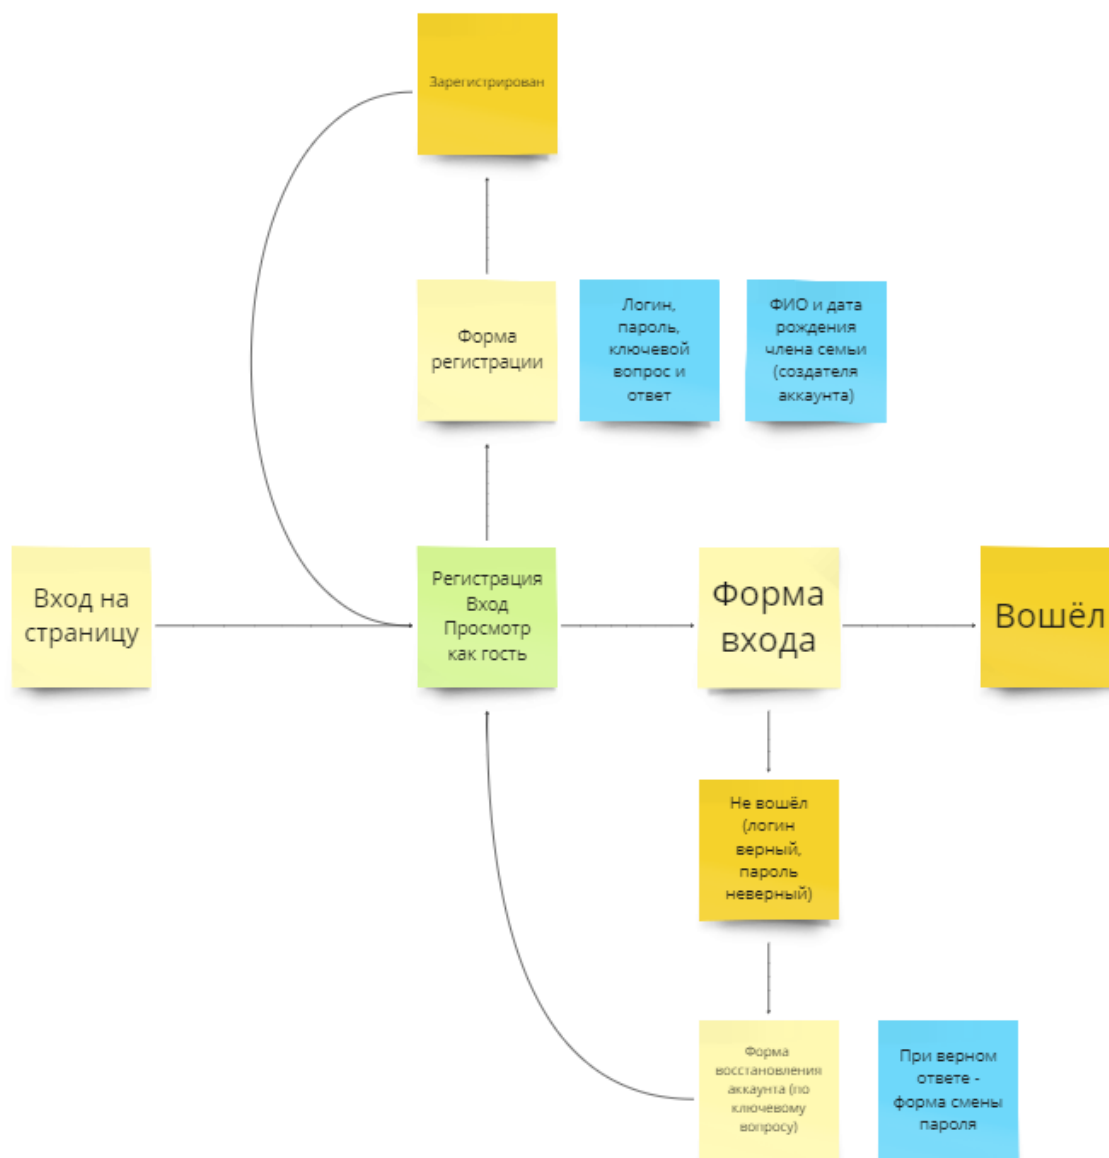 Зарегистрирован
Форма
регистрации
Логин,
пароль,
ключевой
вопрос и
ответ
ФИО и дата
рождения
члена семьи
(создателя
аккаунта)
Вход на
страницу
Регистрация
Вход
Просмотр
как гость
Форма
входа
Вошёл
Не вошёл
(логин
верный,
пароль
неверный)
Форма
восстановления
аккаунта (по
ключевому
вопросу)
При верном
ответе -
форма смены
пароля